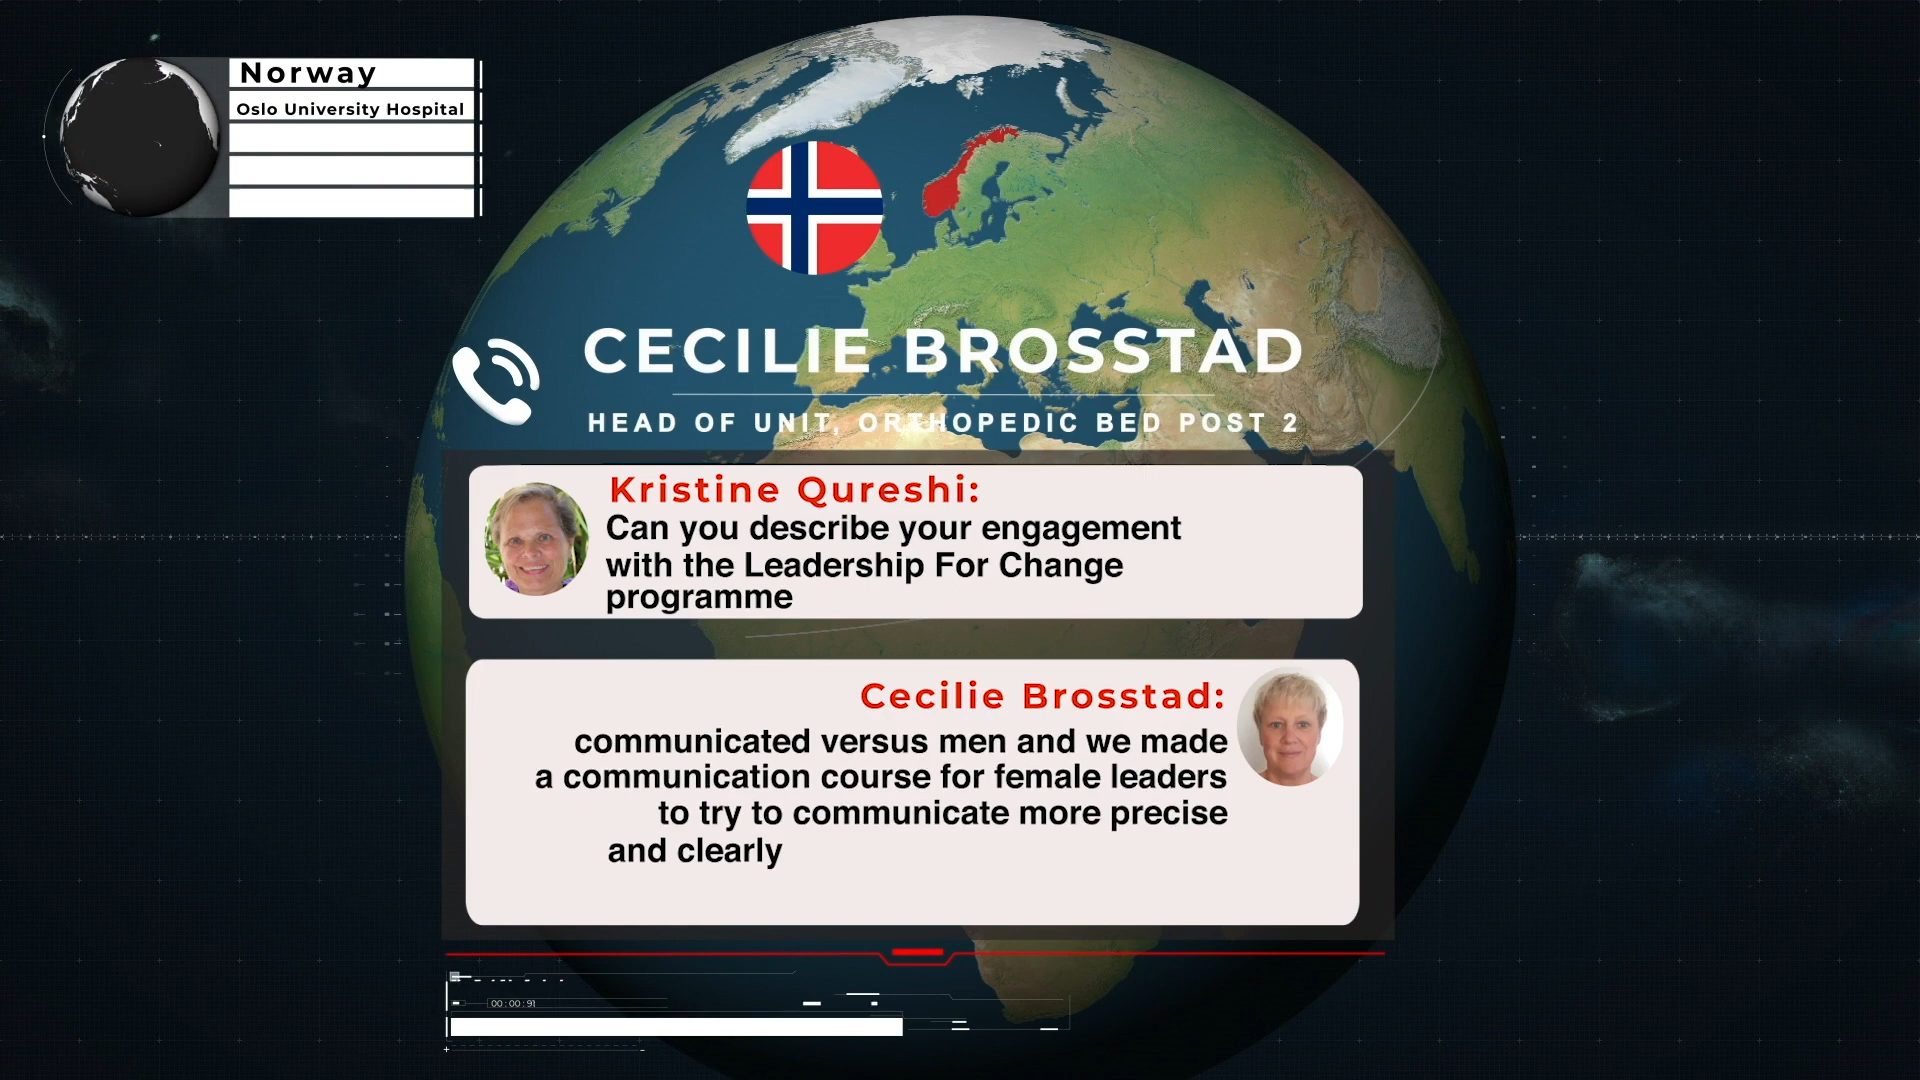 Norway
Oslo University Hospital
CECILIE BROSSTAD
HEAD OF UNIT, ORTHOPEDIC BED POST 2
Kristine Qureshi:
Can you describe your engagement
with the Leadership For Change
programme
Cecilie Brosstad:
communicated versus men and we made
a communication course for female leaders
to try to communicate more precise
and clearly
00:00:91